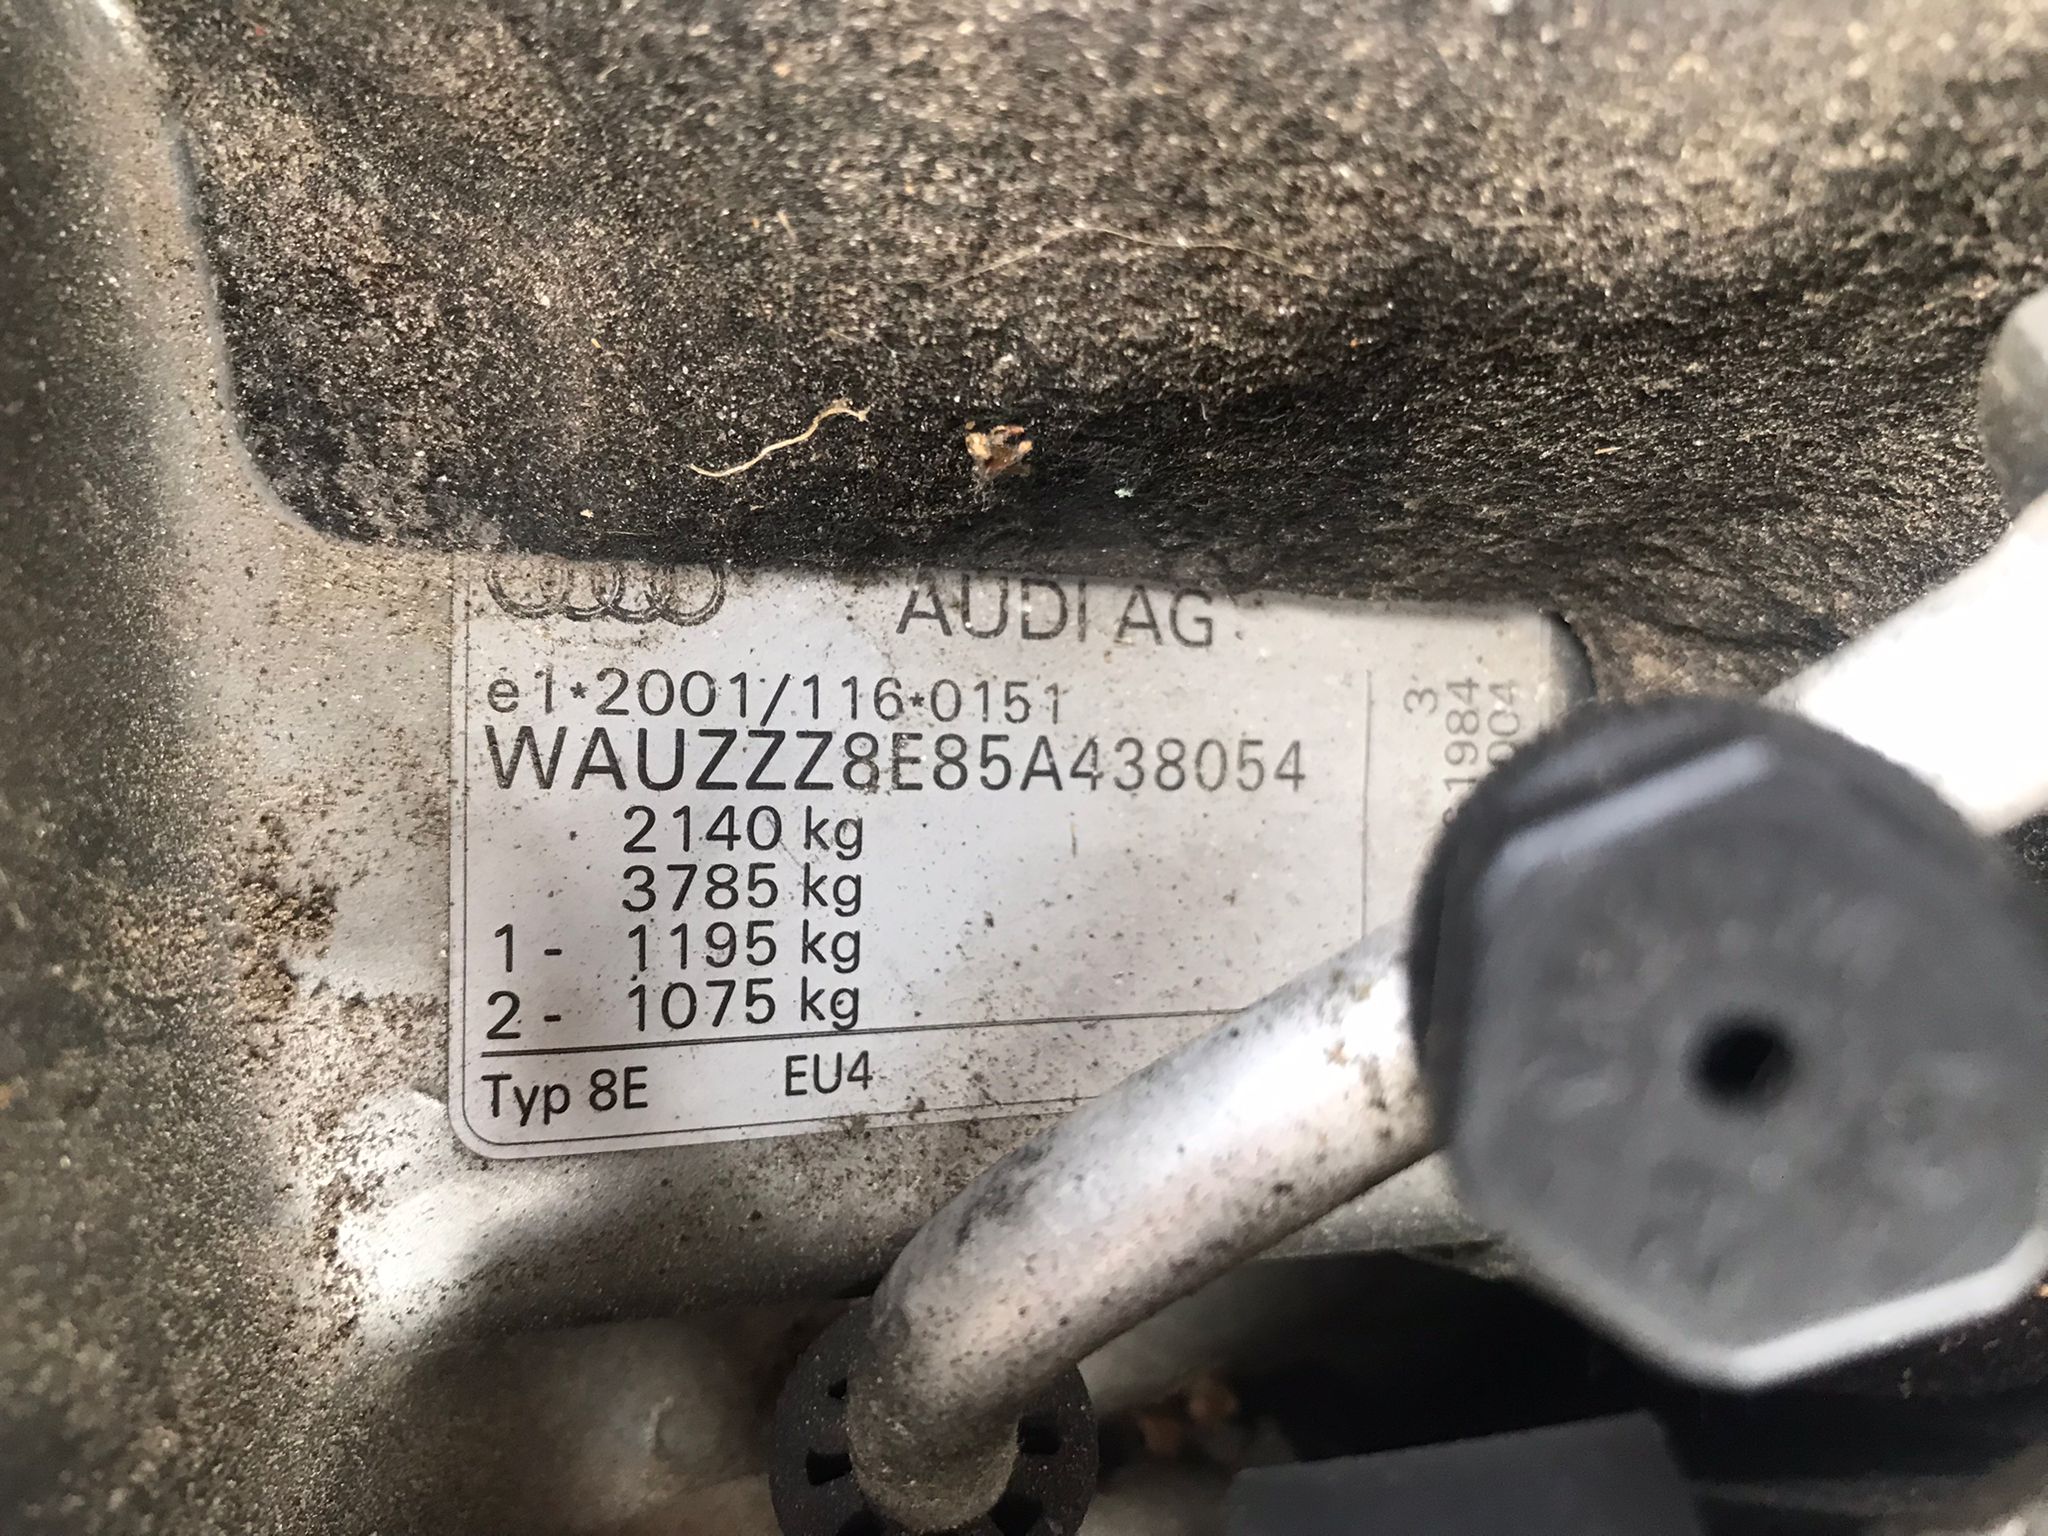 AUDI AG
e1*2001/116*0151
WAUZZZ8E85A438054
2140 kg
3785 kg
1- 1195 kg
2- 1075 kg
Typ 8E EU4
3